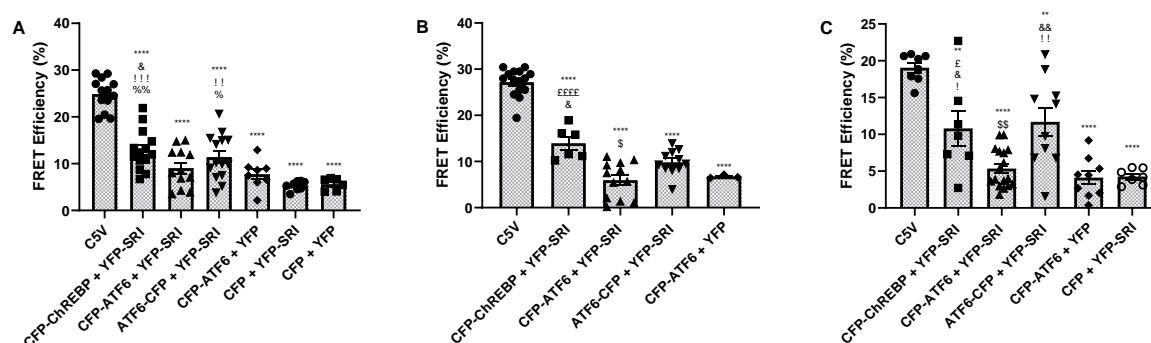 A
FRET Efficiency (%)
40
30
20
10
0
****
&
! ! !
%%
****
****
! !
%
****
****
****
C5V
CFP-ChREBP + YFP-SRI
CFP-ATF6 + YFP-SRI
ATF6-CFP + YFP-SRI
CFP-ATF6 + YFP
CFP + YFP-SRI
CFP + YFP
B
FRET Efficiency (%)
40
30
20
10
0
****
££££
&
****
$
****
****
C5V
CFP-ChREBP + YFP-SRI
CFP-ATF6 + YFP-SRI
ATF6-CFP + YFP-SRI
CFP-ATF6 + YFP
C
FRET Efficiency (%)
25
20
15
10
5
0
**
£
&
!
****
$$
**
&&
! !
****
****
C5V
CFP-ChREBP + YFP-SRI
CFP-ATF6 + YFP-SRI
ATF6-CFP + YFP-SRI
CFP-ATF6 + YFP
CFP + YFP-SRI